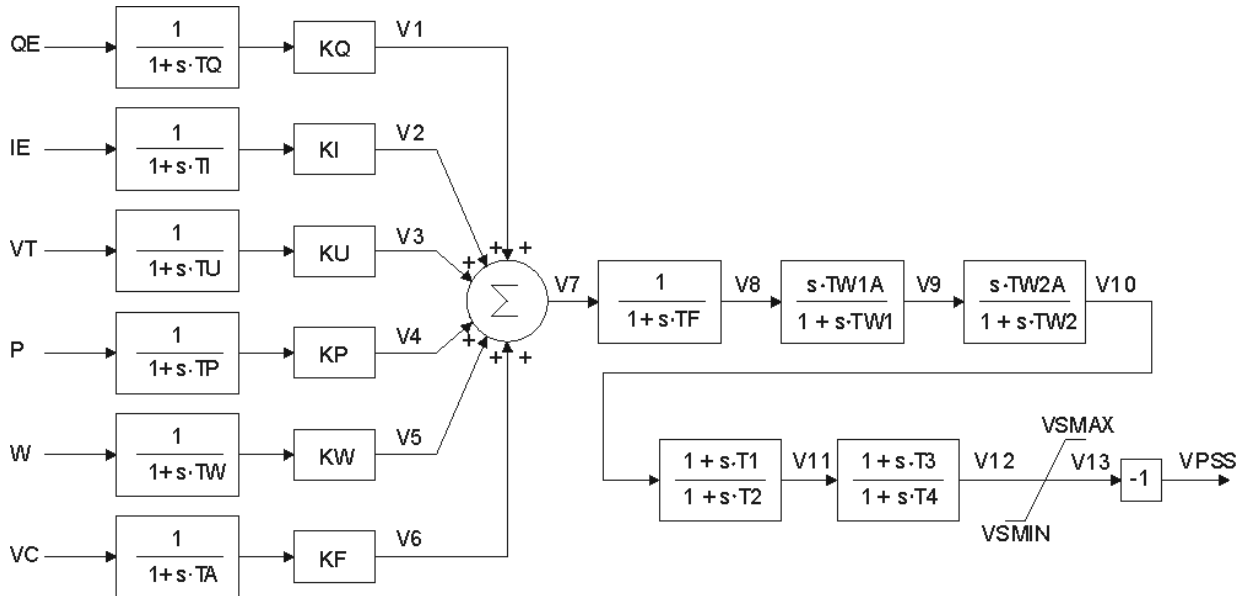 QE
1
1+s·TQ
KQ
V1
IE
1
1+s·TI
KI
V2
VT
1
1+s·TU
KU
V3
P
1
1+s·TP
KP
V4
W
1
1+s·TW
KW
V5
VC
1
1+s·TA
KF
V6
+ + +
+
+
+ + +
Σ
V7
1
1+s·TF
V8
s·TW1A
1+s·TW1
V9
s·TW2A
1+s·TW2
V10
1+s·T1
1+s·T2
V11
1+s·T3
1+s·T4
V12
VSMAX
VSMIN
V13
-1
VPSS